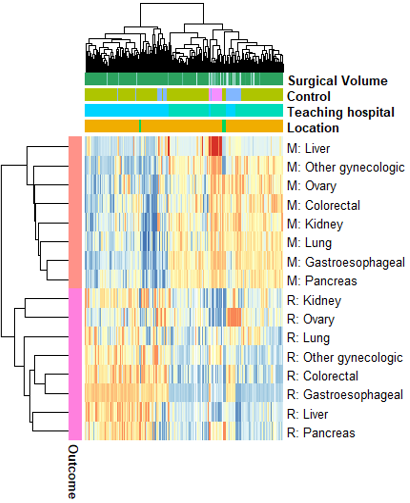 Surgical Volume
Control
Teaching hospital
Location
M: Liver
M: Other gynecologic
M: Ovary
M: Colorectal
M: Kidney
M: Lung
M: Gastroesophageal
M: Pancreas
R: Kidney
R: Ovary
R: Lung
R: Other gynecologic
R: Colorectal
R: Gastroesophageal
R: Liver
R: Pancreas
Outcome